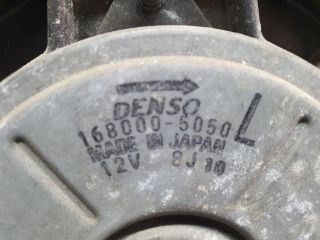 DENSO
168000-5050 L
MADE IN JAPAN
12V 8J 10